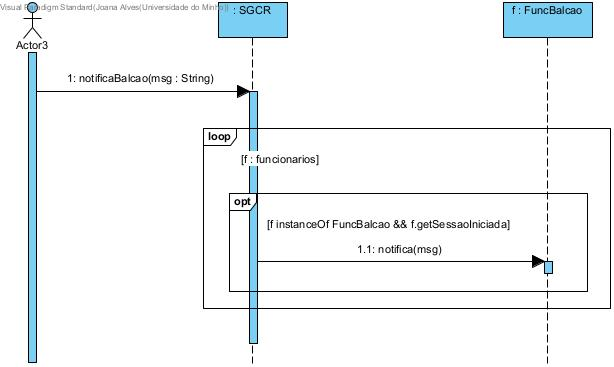 Visual Paradigm Standard(Joana Alves(Universidade do Minho))
: SGCR
f : FuncBalcao
Actor3
1: notificaBalcao(msg : String)
loop
[f : funcionarios]
opt
[f instanceOf FuncBalcao && f.getSessaoIniciada]
1.1: notifica(msg)